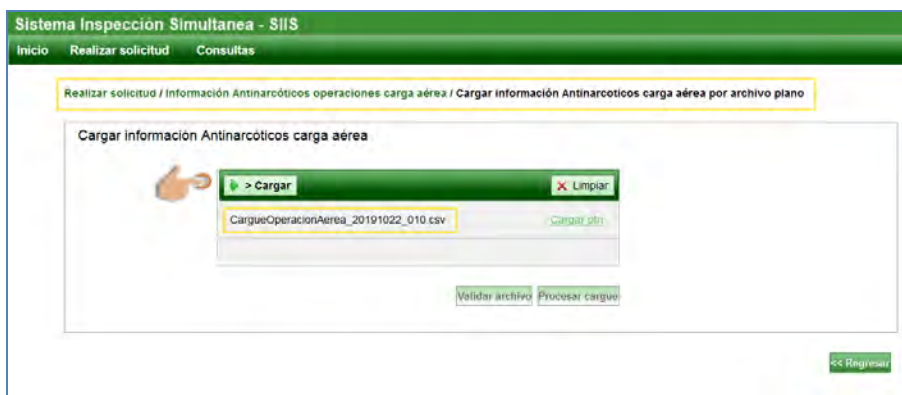 Sistema Inspección Simultanea - SIIS
Inicio Realizar solicitud Consultas
Realizar solicitud / Información Antinarcóticos operaciones carga aérea / Cargar información Antinarcoticos carga aérea por archivo plano
Cargar información Antinarcóticos carga aérea
> Cargar Limpiar
CargueOperacionAerea_20191022_010.csv Cargar otro
Validar archivo Procesar cargue
<< Regresar